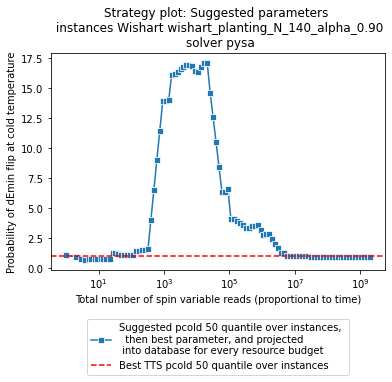 Strategy plot: Suggested parameters
instances Wishart wishart_planting_N_140_alpha_0.90
solver pysa
Probability of dEmin flip at cold temperature
17.5
15.0
12.5
10.0
7.5
5.0
2.5
0.0
10^1
10^3
10^5
10^7
10^9
Total number of spin variable reads (proportional to time)
Suggested pcold 50 quantile over instances,
then best parameter, and projected
into database for every resource budget
Best TTS pcold 50 quantile over instances